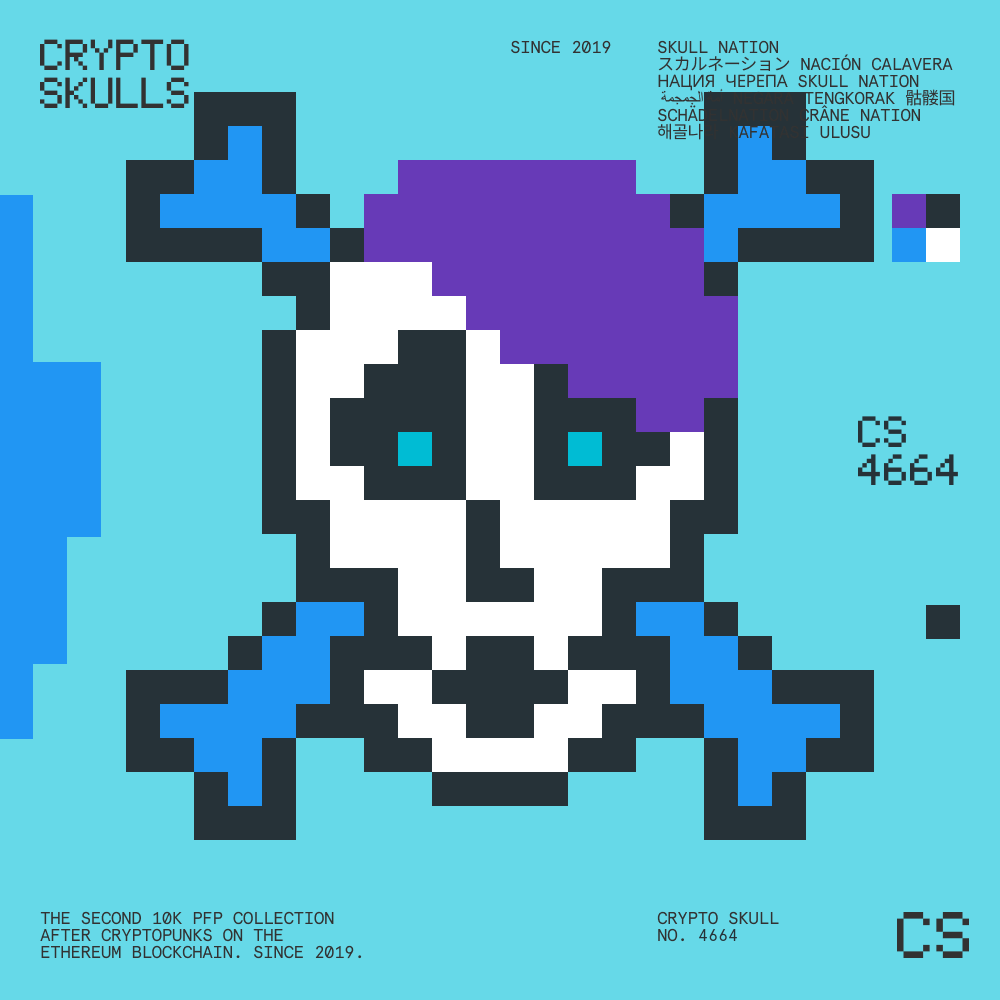 CRYPTO
SKULLS
SINCE 2019
SKULL NATION
スカルネーション NACIÓN CALAVERA
НАЦИЯ ЧЕРЕПА SKULL NATION
TENGKORAK 骷髅国
CRÂNE NATION
해골나 ULUSU
CS
4664
THE SECOND 10K PFP COLLECTION
AFTER CRYPTOPUNKS ON THE
ETHEREUM BLOCKCHAIN. SINCE 2019.
CRYPTO SKULL
NO. 4664
CS